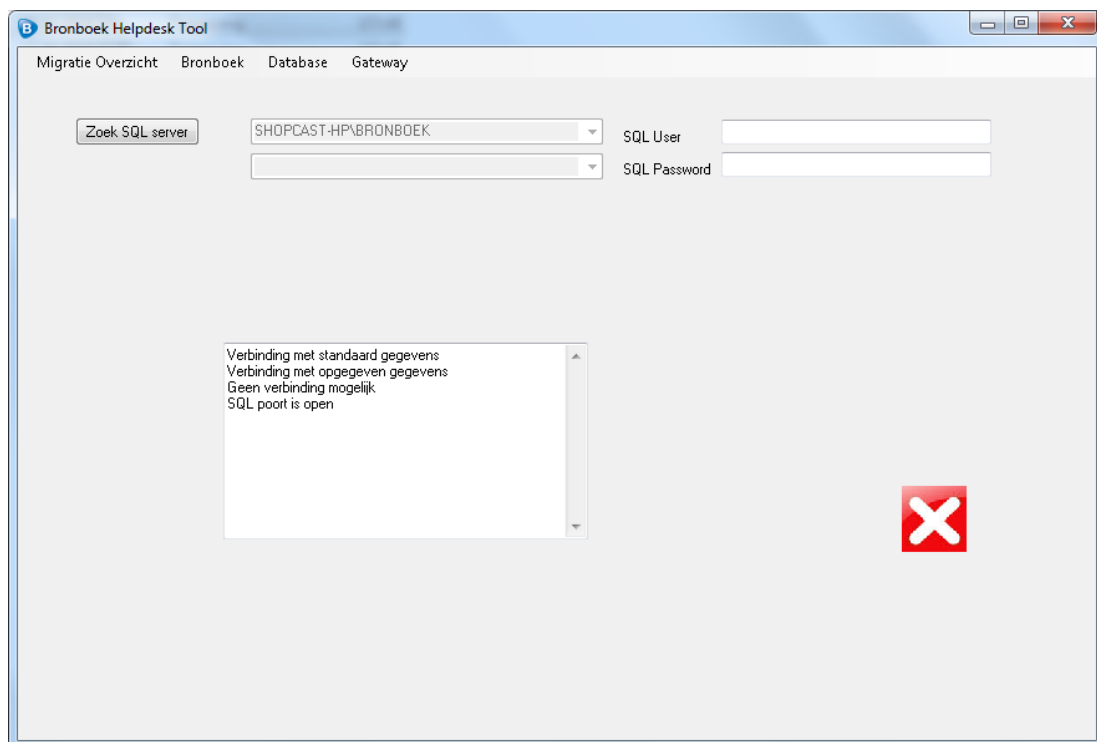 Bronboek Helpdesk Tool
Migratie Overzicht Bronboek Database Gateway
Zoek SQL server SHOPCAST-HP\BRONBOEK SQL User
SQL Password
Verbinding met standaard gegevens
Verbinding met opgegeven gegevens
Geen verbinding mogelijk
SQL poort is open